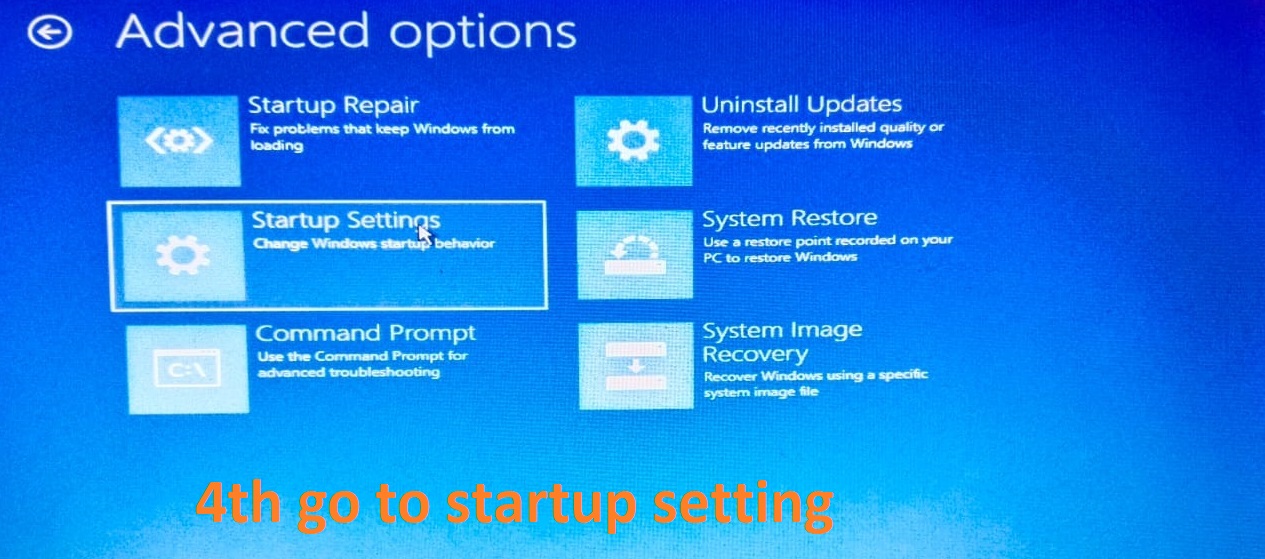 Advanced options
Startup Repair
Fix problems that keep Windows from
loading
Uninstall Updates
Remove recently installed quality or
feature updates from Windows
Startup Settings
Change Windows startup behavior
System Restore
Use a restore point recorded on your
PC to restore Windows
Command Prompt
Use the Command Prompt for
advanced troubleshooting
C:\
System Image
Recovery
Recover Windows using a specific
system image file
4th go to startup setting